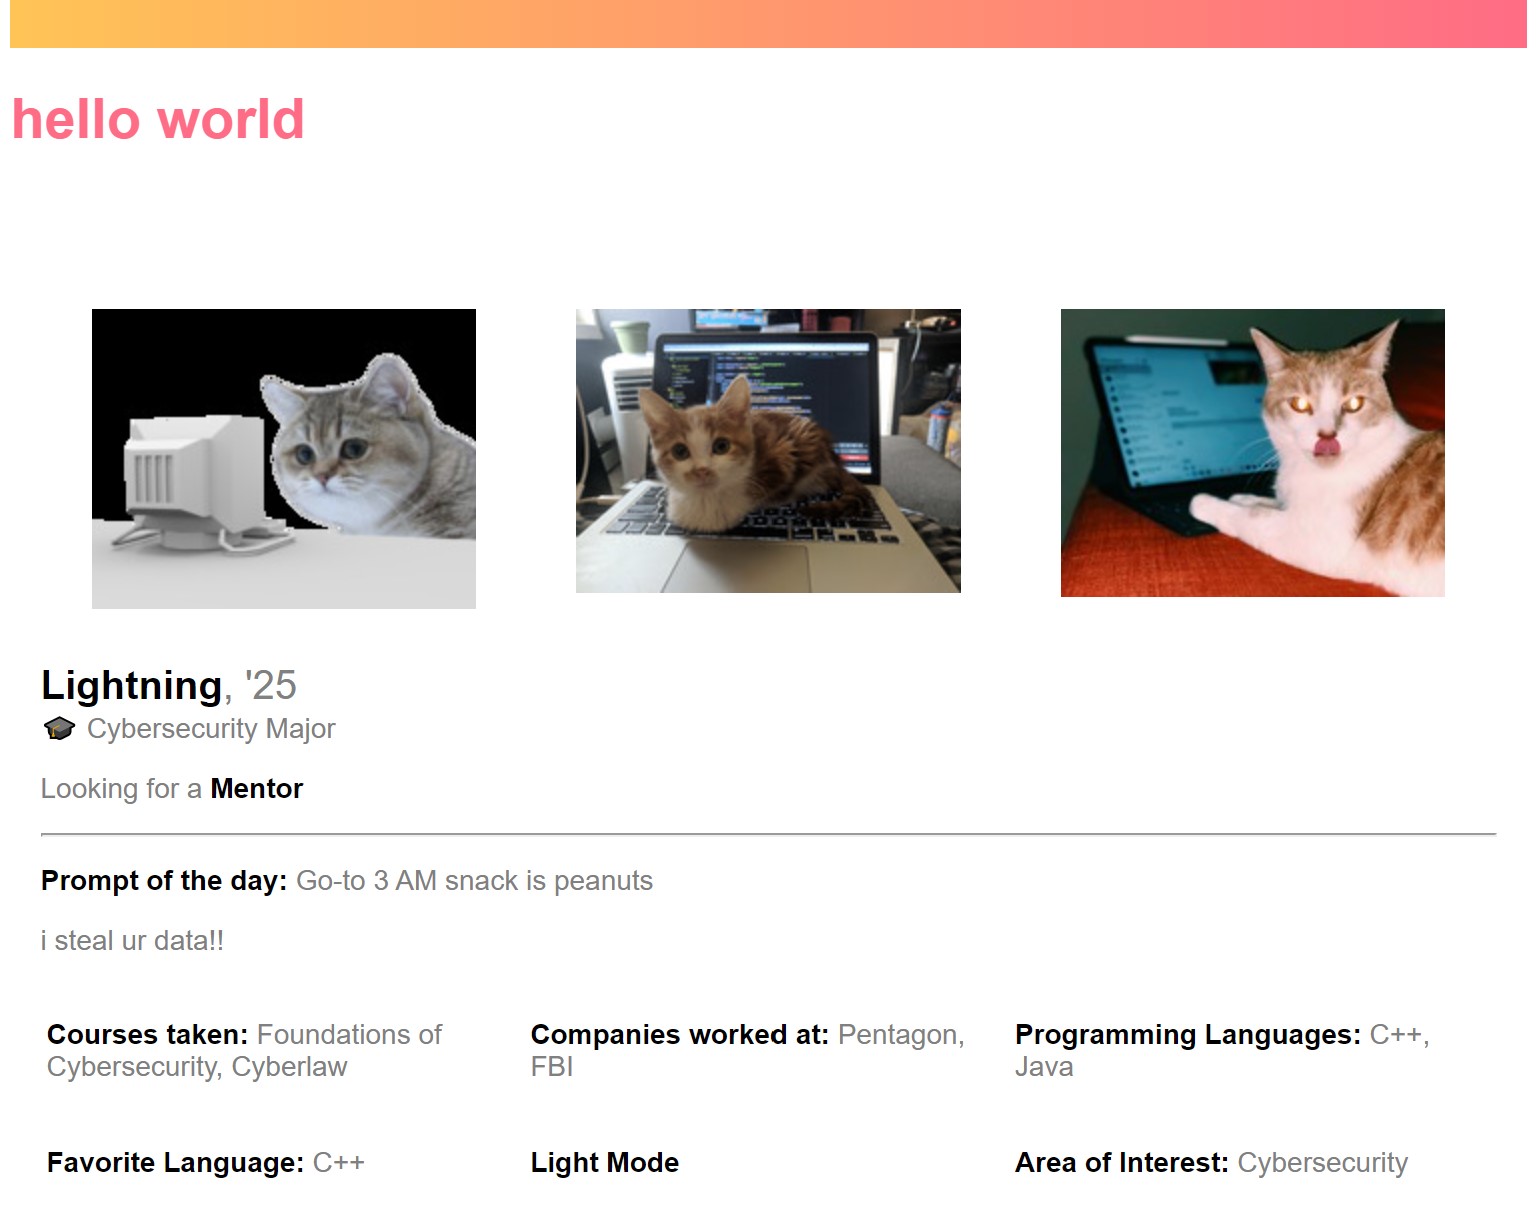 hello world
Lightning, '25
🎓 Cybersecurity Major
Looking for a Mentor
Prompt of the day: Go-to 3 AM snack is peanuts
i steal ur data!!
Courses taken: Foundations of
Cybersecurity, Cyberlaw
Companies worked at: Pentagon,
FBI
Programming Languages: C++,
Java
Favorite Language: C++
Light Mode
Area of Interest: Cybersecurity